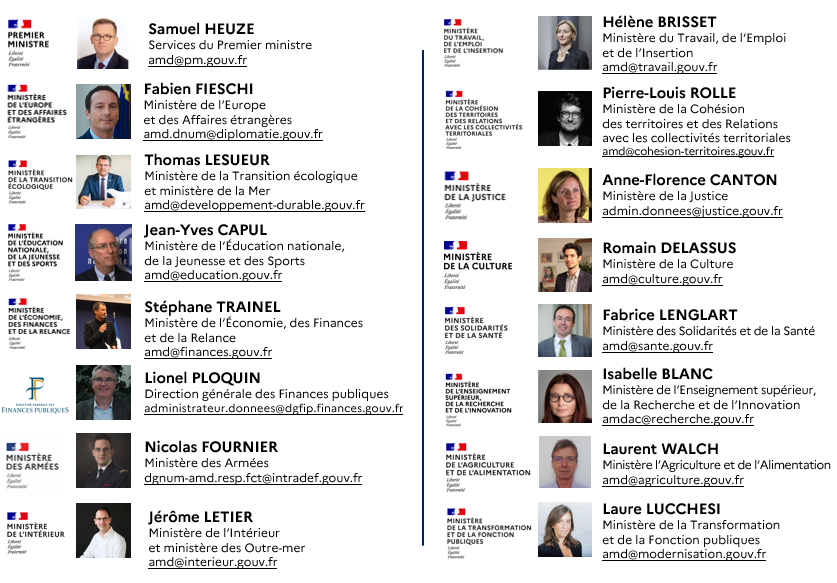 PREMIER
MINISTRE
Liberté
Égalité
Fraternité
Samuel HEUZE
Services du Premier ministre
amd@pm.gouv.fr
MINISTÈRE
DE L'EUROPE
ET DES AFFAIRES
ÉTRANGÈRES
Liberté
Égalité
Fraternité
Fabien FIESCHI
Ministère de l'Europe
et des Affaires étrangères
amd.dnum@diplomatie.gouv.fr
MINISTÈRE
DE LA TRANSITION
ÉCOLOGIQUE
Liberté
Égalité
Fraternité
Thomas LESUEUR
Ministère de la Transition écologique
et ministère de la Mer
amd@developpement-durable.gouv.fr
MINISTÈRE
DE L'ÉDUCATION
NATIONALE,
DE LA JEUNESSE
ET DES SPORTS
Liberté
Égalité
Fraternité
Jean-Yves CAPUL
Ministère de l'Éducation nationale,
de la Jeunesse et des Sports
amd@education.gouv.fr
MINISTÈRE
DE L'ÉCONOMIE,
DES FINANCES
ET DE LA RELANCE
Liberté
Égalité
Fraternité
Stéphane TRAINEL
Ministère de l'Économie, des Finances
et de la Relance
amd@finances.gouv.fr
DIRECTION GÉNÉRALE DES
FINANCES PUBLIQUES
Lionel PLOQUIN
Direction générale des Finances publiques
administrateur.donnees@dgfip.finances.gouv.fr
MINISTÈRE
DES ARMÉES
Liberté
Égalité
Fraternité
Nicolas FOURNIER
Ministère des Armées
dgnum-amd.resp.fct@intradef.gouv.fr
MINISTÈRE
DE L'INTÉRIEUR
Liberté
Égalité
Fraternité
Jérôme LETIER
Ministère de l'Intérieur
et ministère des Outre-mer
amd@interieur.gouv.fr
MINISTÈRE
DU TRAVAIL,
DE L'EMPLOI
ET DE L'INSERTION
Liberté
Égalité
Fraternité
Hélène BRISSET
Ministère du Travail, de l'Emploi
et de l'Insertion
amd@travail.gouv.fr
MINISTÈRE
DE LA COHÉSION
DES TERRITOIRES
ET DES RELATIONS
AVEC LES COLLECTIVITÉS
TERRITORIALES
Liberté
Égalité
Fraternité
Pierre-Louis ROLLE
Ministère de la Cohésion
des territoires et des Relations
avec les collectivités territoriales
amd@cohesion-territoires.gouv.fr
MINISTÈRE
DE LA JUSTICE
Liberté
Égalité
Fraternité
Anne-Florence CANTON
Ministère de la Justice
admin.donnees@justice.gouv.fr
MINISTÈRE
DE LA CULTURE
Liberté
Égalité
Fraternité
Romain DELASSUS
Ministère de la Culture
amd@culture.gouv.fr
MINISTÈRE
DES SOLIDARITÉS
ET DE LA SANTÉ
Liberté
Égalité
Fraternité
Fabrice LENGLART
Ministère des Solidarités et de la Santé
amd@sante.gouv.fr
MINISTÈRE
DE L'ENSEIGNEMENT
SUPÉRIEUR,
DE LA RECHERCHE
ET DE L'INNOVATION
Liberté
Égalité
Fraternité
Isabelle BLANC
Ministère de l'Enseignement supérieur,
de la Recherche et de l'Innovation
amdac@recherche.gouv.fr
MINISTÈRE
DE L'AGRICULTURE
ET DE L'ALIMENTATION
Liberté
Égalité
Fraternité
Laurent WALCH
Ministère l'Agriculture et de l'Alimentation
amd@agriculture.gouv.fr
MINISTÈRE
DE LA TRANSFORMATION
ET DE LA FONCTION
PUBLIQUES
Liberté
Égalité
Fraternité
Laure LUCCHESI
Ministère de la Transformation
et de la Fonction publiques
amd@modernisation.gouv.fr